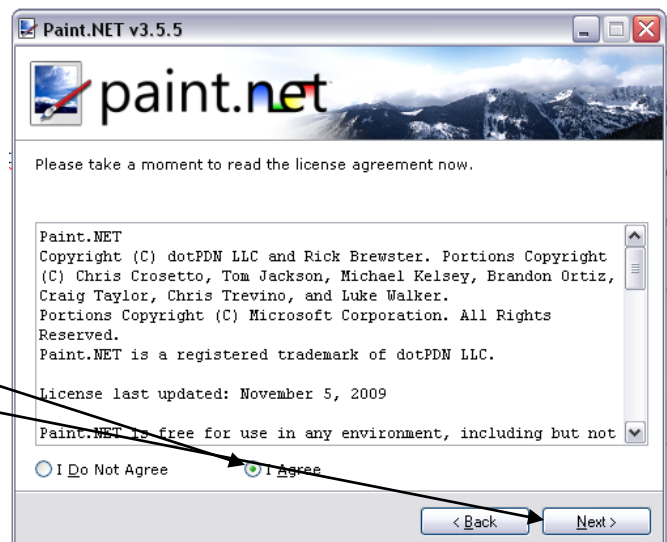 Paint.NET v3.5.5
paint.net
Please take a moment to read the license agreement now.
Paint.NET
Copyright (C) dotPDN LLC and Rick Brewster. Portions Copyright
(C) Chris Crosetto, Tom Jackson, Michael Kelsey, Brandon Ortiz,
Craig Taylor, Chris Trevino, and Luke Walker.
Portions Copyright (C) Microsoft Corporation. All Rights
Reserved.
Paint.NET is a registered trademark of dotPDN LLC.
License last updated: November 5, 2009
Paint.NET is free for use in any environment, including but not
I Do Not Agree I Agree
< Back Next >